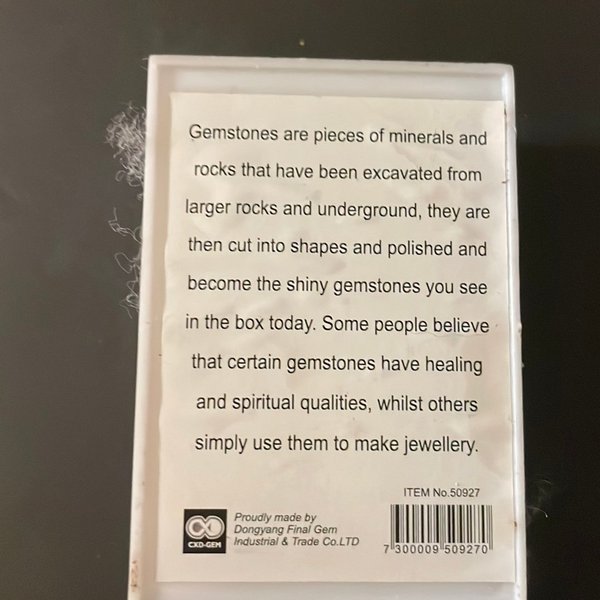 Gemstones are pieces of minerals and
rocks that have been excavated from
larger rocks and underground, they are
then cut into shapes and polished and
become the shiny gemstones you see
in the box today. Some people believe
that certain gemstones have healing
and spiritual qualities, whilst others
simply use them to make jewellery.
ITEM No.50927
CXD-GEM
Proudly made by
Dongyang Final Gem
Industrial & Trade Co.LTD
7 300009 509270